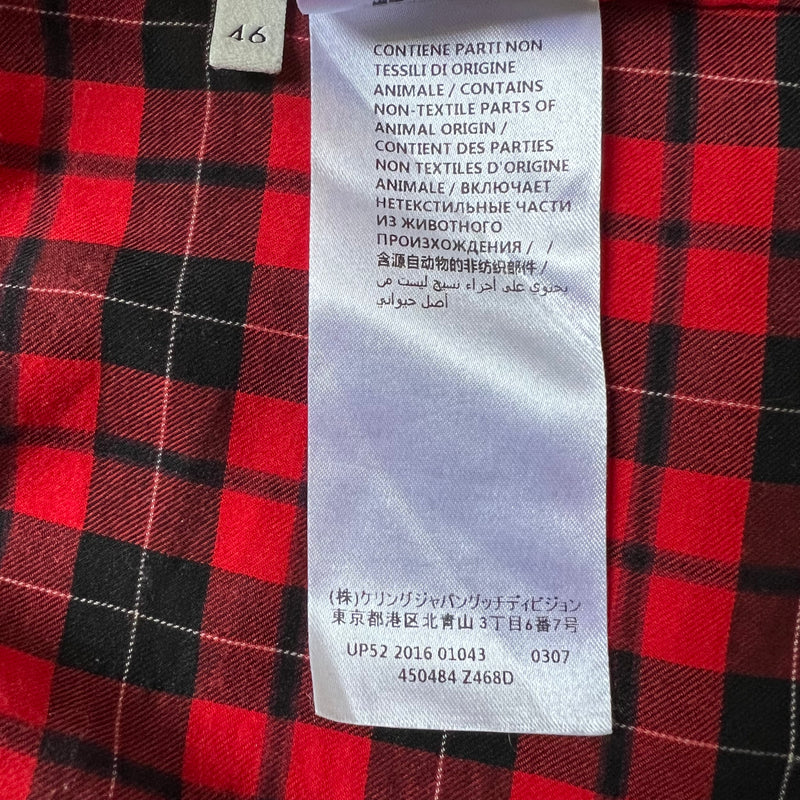 46
CONTIENE PARTI NON
TESSILI DI ORIGINE
ANIMALE / CONTAINS
NON-TEXTILE PARTS OF
ANIMAL ORIGIN /
CONTIENT DES PARTIES
NON TEXTILES D'ORIGINE
ANIMALE / ВКЛЮЧАЕТ
НЕТЕКСТИЛЬНЫЕ ЧАСТИ
ИЗ ЖИВОТНОГО
ПРОИЗХОЖДЕНИЯ / /
含源自动物的非纺织部件 /
يحتوي على اجزاء نسيج ليست من
اصل حيواني
(株)ケリングジャパングッチディビジョン
東京都港区北青山 3丁目6番7号
UP52 2016 01043 0307
450484 Z468D